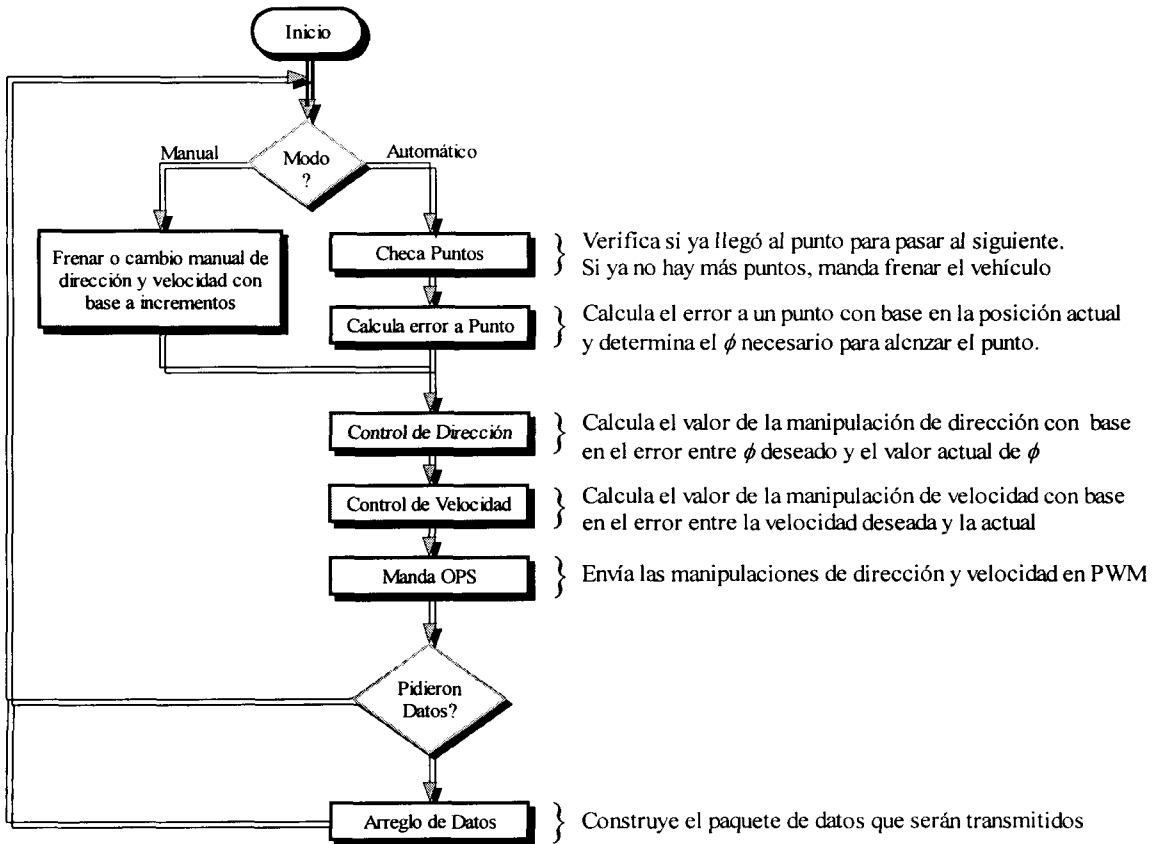 Inicio
Manual
Modo
?
Automático
Frenar o cambio manual de
dirección y velocidad con
base a incrementos
Checa Puntos
Verifica si ya llegó al punto para pasar al siguiente.
Si ya no hay más puntos, manda frenar el vehículo
Calcula error a Punto
Calcula el error a un punto con base en la posición actual
y determina el ϕ necesario para alcnzar el punto.
Control de Dirección
Calcula el valor de la manipulación de dirección con base
en el error entre ϕ deseado y el valor actual de ϕ
Control de Velocidad
Calcula el valor de la manipulación de velocidad con base
en el error entre la velocidad deseada y la actual
Manda OPS
Envía las manipulaciones de dirección y velocidad en PWM
Pidieron
Datos?
Arreglo de Datos
Construye el paquete de datos que serán transmitidos